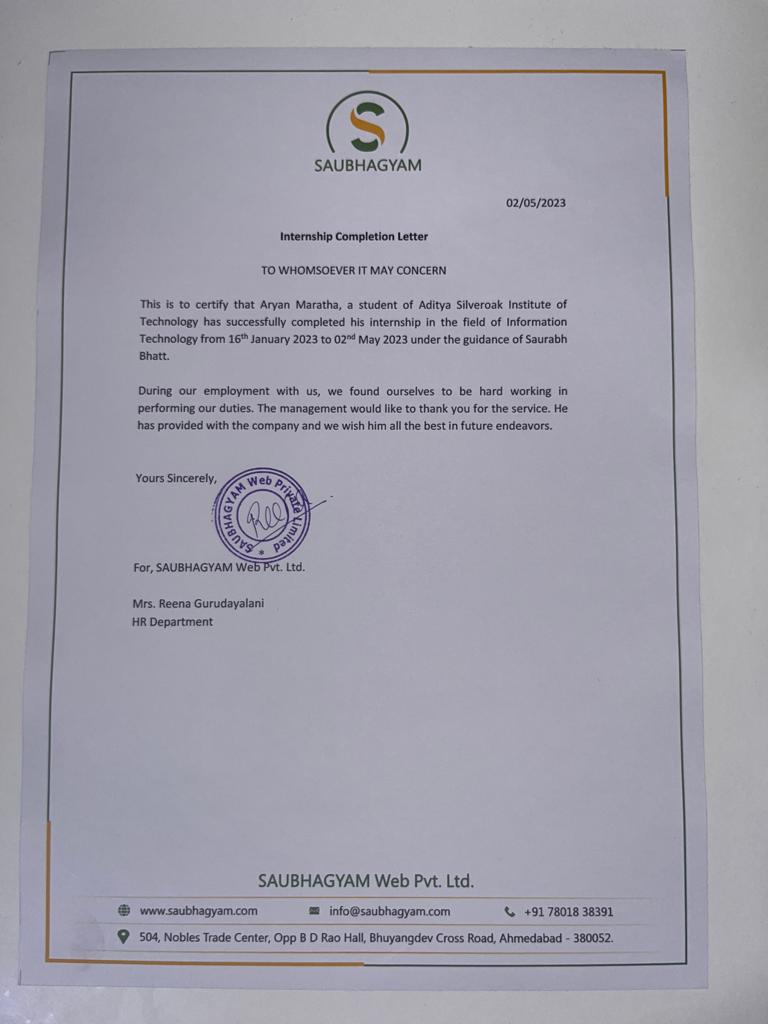 S
SAUBHAGYAM
02/05/2023
Internship Completion Letter
TO WHOMSOEVER IT MAY CONCERN
This is to certify that Aryan Maratha, a student of Aditya Silveroak Institute of
Technology has successfully completed his internship in the field of Information
Technology from 16th January 2023 to 02nd May 2023 under the guidance of Saurabh
Bhatt.
During our employment with us, we found ourselves to be hard working in
performing our duties. The management would like to thank you for the service. He
has provided with the company and we wish him all the best in future endeavors.
Yours Sincerely,
SAUBHAGYAM Web Private Limited *
For, SAUBHAGYAM Web Pvt. Ltd.
Mrs. Reena Gurudayalani
HR Department
SAUBHAGYAM Web Pvt. Ltd.
www.saubhagyam.com info@saubhagyam.com +91 78018 38391
504, Nobles Trade Center, Opp B D Rao Hall, Bhuyangdev Cross Road, Ahmedabad - 380052.